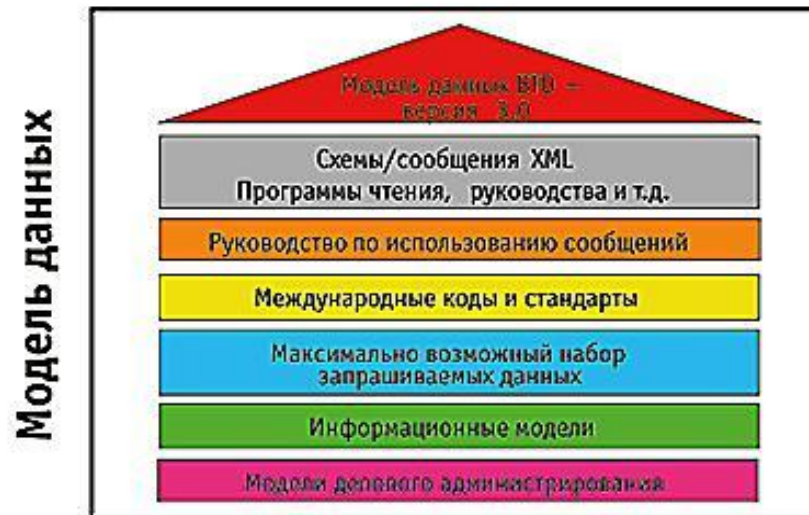 Модель данных
Модель данных ВТО –
версия 3.0
Схемы/сообщения XML
Программы чтения, руководства и т.д.
Руководство по использованию сообщений
Международные коды и стандарты
Максимально возможный набор
запрашиваемых данных
Информационные модели
Модели делового администрирования